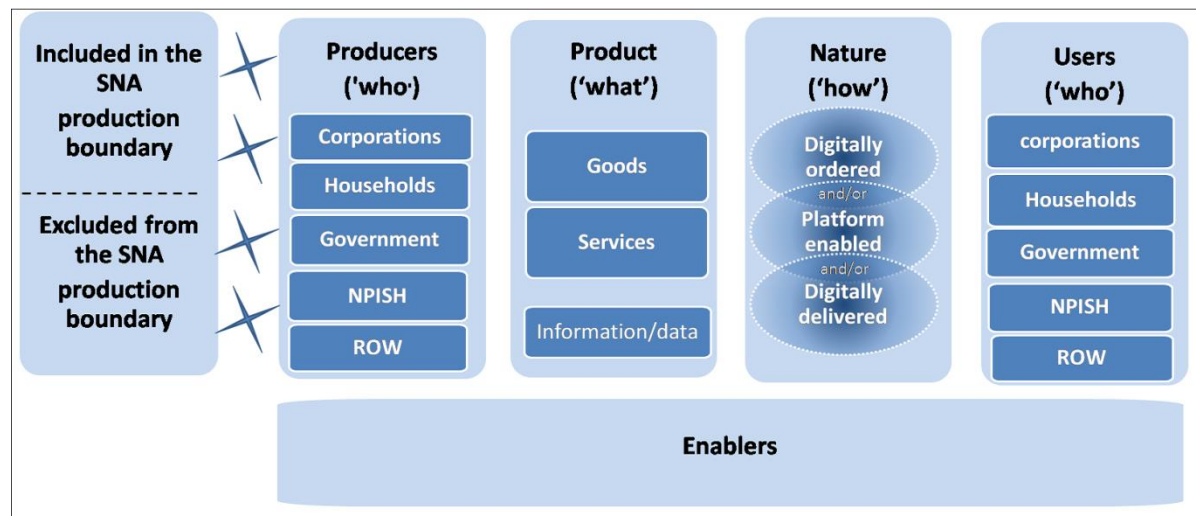 Included in the
SNA
production
boundary
Excluded from
the SNA
production
boundary
Producers
('who')
Corporations
Households
Government
NPISH
ROW
Product
(‘what’)
Goods
Services
Information/data
Nature
(‘how’)
Digitally
ordered
and/or
Platform
enabled
and/or
Digitally
delivered
Users
(‘who’)
corporations
Households
Government
NPISH
ROW
Enablers